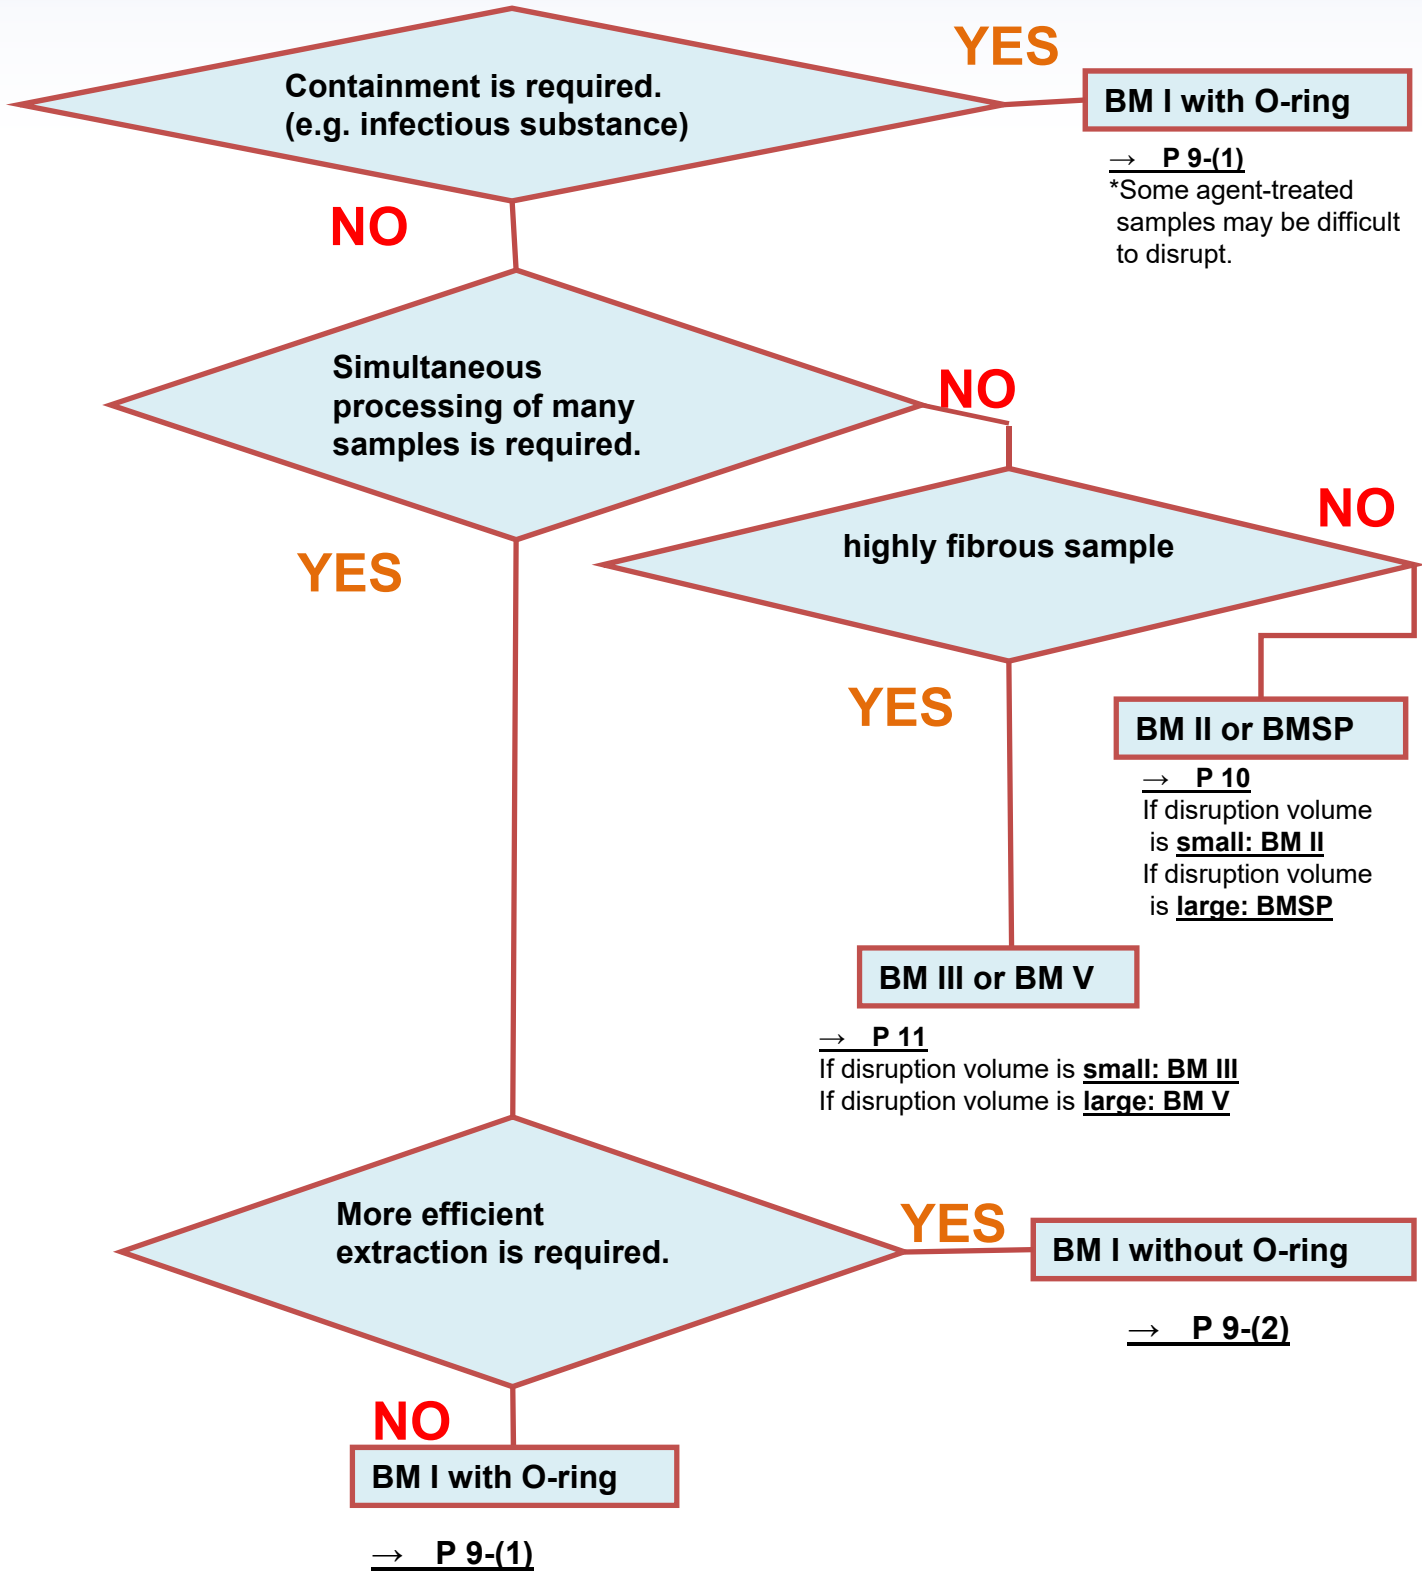 YES
Containment is required.
(e.g. infectious substance)
BM I with O-ring
→ P 9-(1)
*Some agent-treated
samples may be difficult
to disrupt.
NO
Simultaneous
processing of many
samples is required.
NO
NO
highly fibrous sample
YES
YES
BM II or BMSP
→ P 10
If disruption volume
is small: BM II
If disruption volume
is large: BMSP
BM III or BM V
→ P 11
If disruption volume is small: BM III
If disruption volume is large: BM V
More efficient
extraction is required.
YES
BM I without O-ring
→ P 9-(2)
NO
BM I with O-ring
→ P 9-(1)